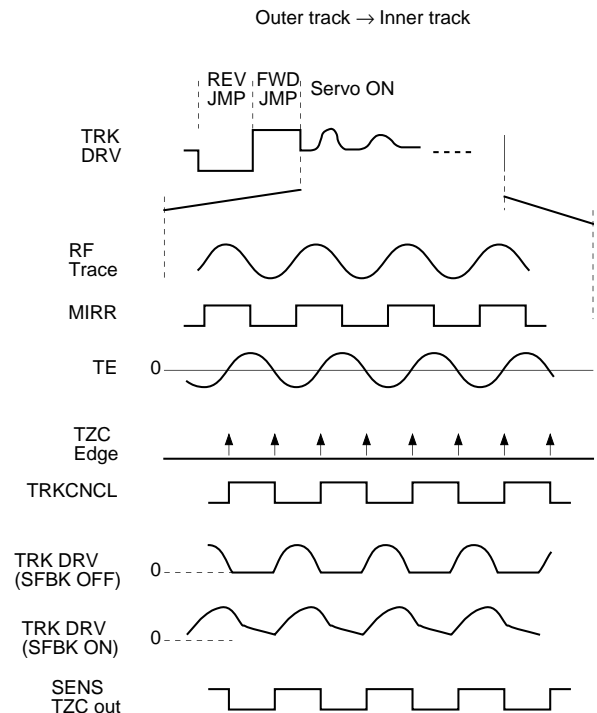 Outer track → Inner track
REV
JMP
FWD
JMP
Servo ON
TRK
DRV
RF
Trace
MIRR
TE
0
TZC
Edge
TRKCNCL
TRK DRV
(SFBK OFF)
0
TRK DRV
(SFBK ON)
0
SENS
TZC out